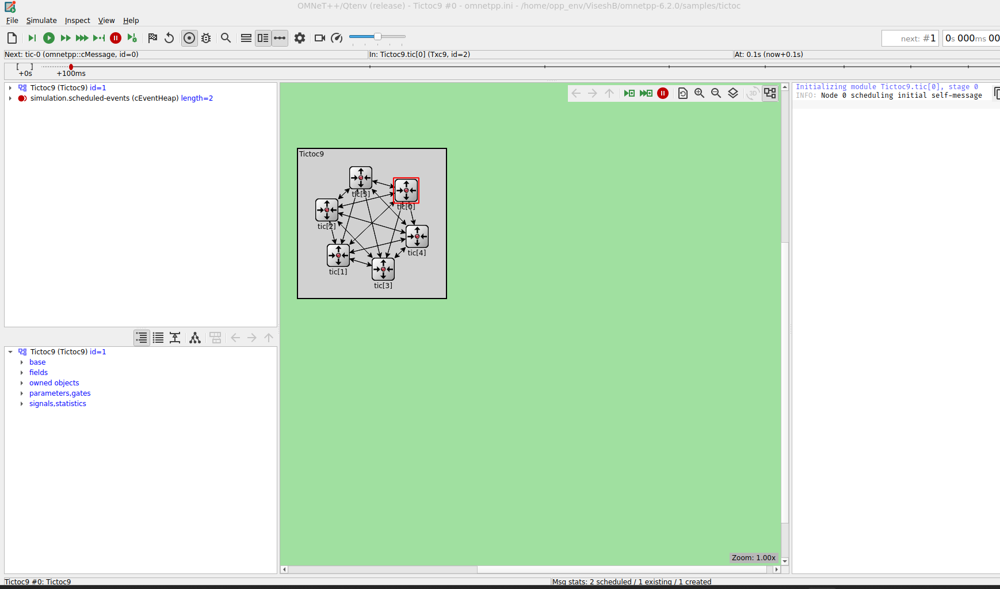 OMNeT++/Qtenv (release) - Tictoc9 #0 - omnetpp.ini - /home/opp_env/ViseshB/omnetpp-6.2.0/samples/tictoc
File Simulate Inspect View Help
next: #1 0s 000ms 00
Next: tic-0 (omnetpp::cMessage, id=0) In: Tictoc9.tic[0] (Txc9, id=2) At: 0.1s (now+0.1s)
[ ]
+0s +100ms
Tictoc9 (Tictoc9) id=1
simulation.scheduled-events (cEventHeap) length=2
3D
Tictoc9
tic[5]
tic[0]
tic[2]
tic[4]
tic[1]
tic[3]
Zoom: 1.00x
Initializing module Tictoc9.tic[0], stage 0
INFO: Node 0 scheduling initial self-message
Tictoc9 (Tictoc9) id=1
base
fields
owned objects
parameters,gates
signals,statistics
Tictoc9 #0: Tictoc9 Msg stats: 2 scheduled / 1 existing / 1 created